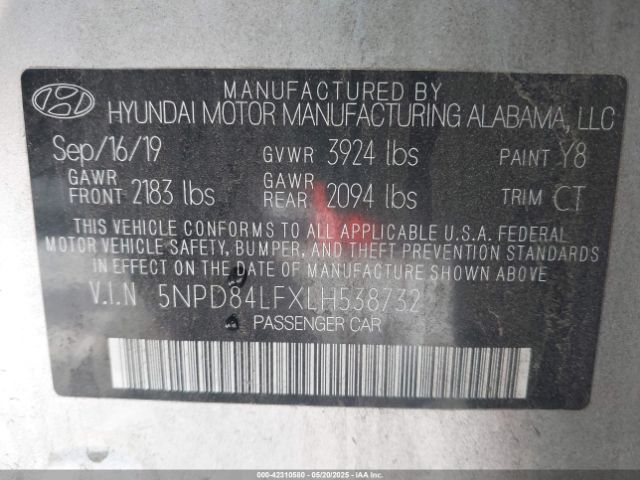 MANUFACTURED BY
HYUNDAI MOTOR MANUFACTURING ALABAMA, LLC
Sep/16/19 GVWR 3924 lbs PAINT Y8
GAWR FRONT 2183 lbs GAWR REAR 2094 lbs TRIM CT
THIS VEHICLE CONFORMS TO ALL APPLICABLE U.S.A. FEDERAL
MOTOR VEHICLE SAFETY, BUMPER, AND THEFT PREVENTION STANDARDS
IN EFFECT ON THE DATE OF MANUFACTURE SHOWN ABOVE
V.I.N 5NPD84LFXLH538732
PASSENGER CAR
000-42310580 - 05/20/2025 - IAAI.COM